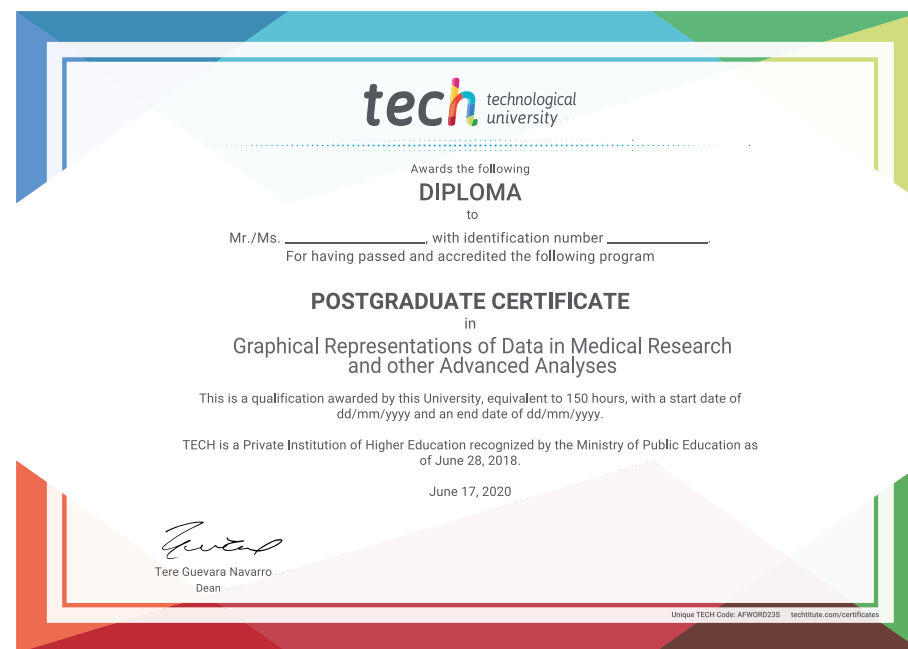 tech technological
university
Awards the following
DIPLOMA
to
Mr./Ms. ____________________, with identification number ______________.
For having passed and accredited the following program
POSTGRADUATE CERTIFICATE
in
Graphical Representations of Data in Medical Research
and other Advanced Analyses
This is a qualification awarded by this University, equivalent to 150 hours, with a start date of
dd/mm/yyyy and an end date of dd/mm/yyyy.
TECH is a Private Institution of Higher Education recognized by the Ministry of Public Education as
of June 28, 2018.
June 17, 2020
Tere Guevara Navarro
Dean
Unique TECH Code: AFWORD23S techtitute.com/certificates